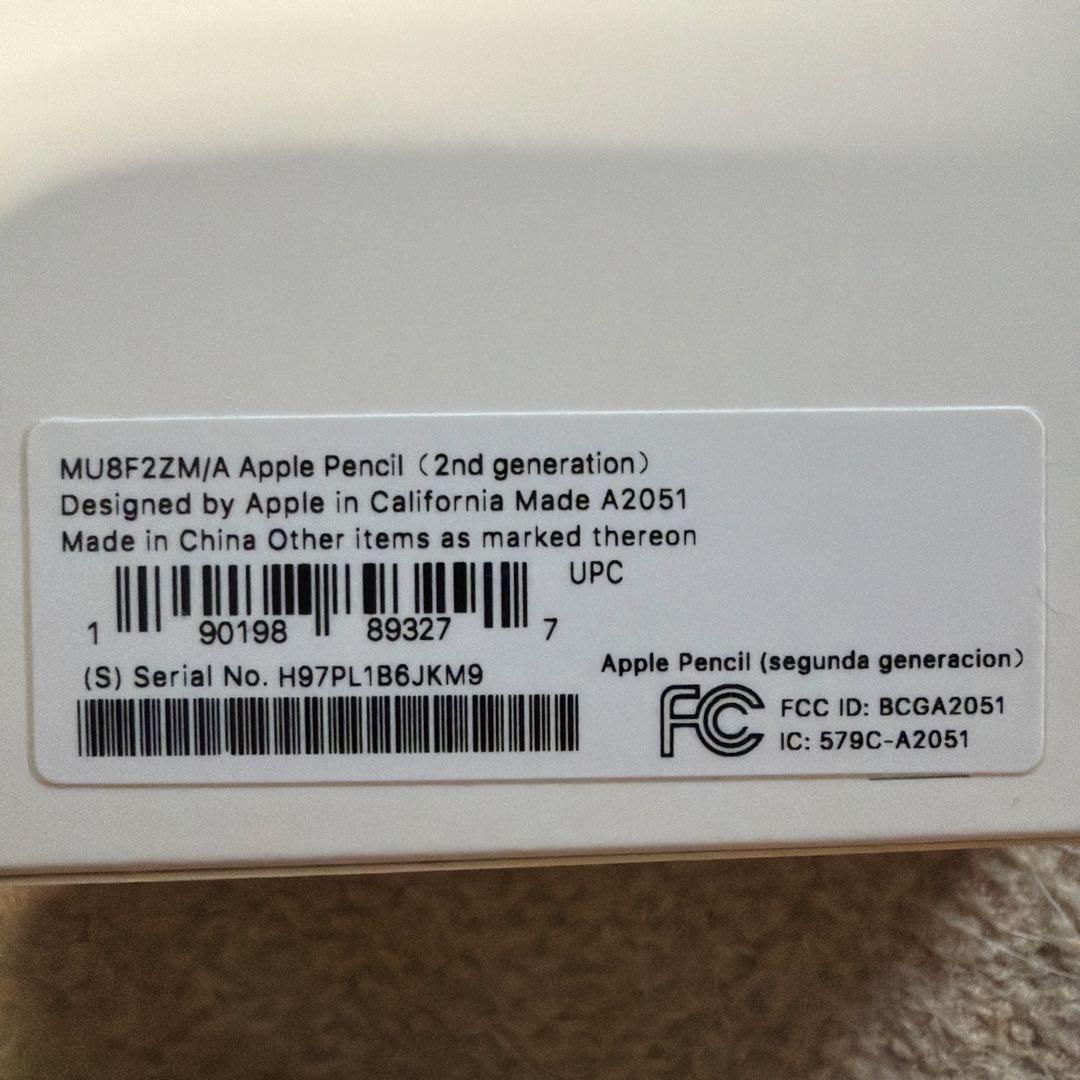 MU8F2ZM/A Apple Pencil（2nd generation）
Designed by Apple in California Made A2051
Made in China Other items as marked thereon
UPC
1 90198 89327 7
(S) Serial No. H97PL1B6JKM9
Apple Pencil (segunda generacion）
FC
FCC ID: BCGA2051
IC: 579C-A2051